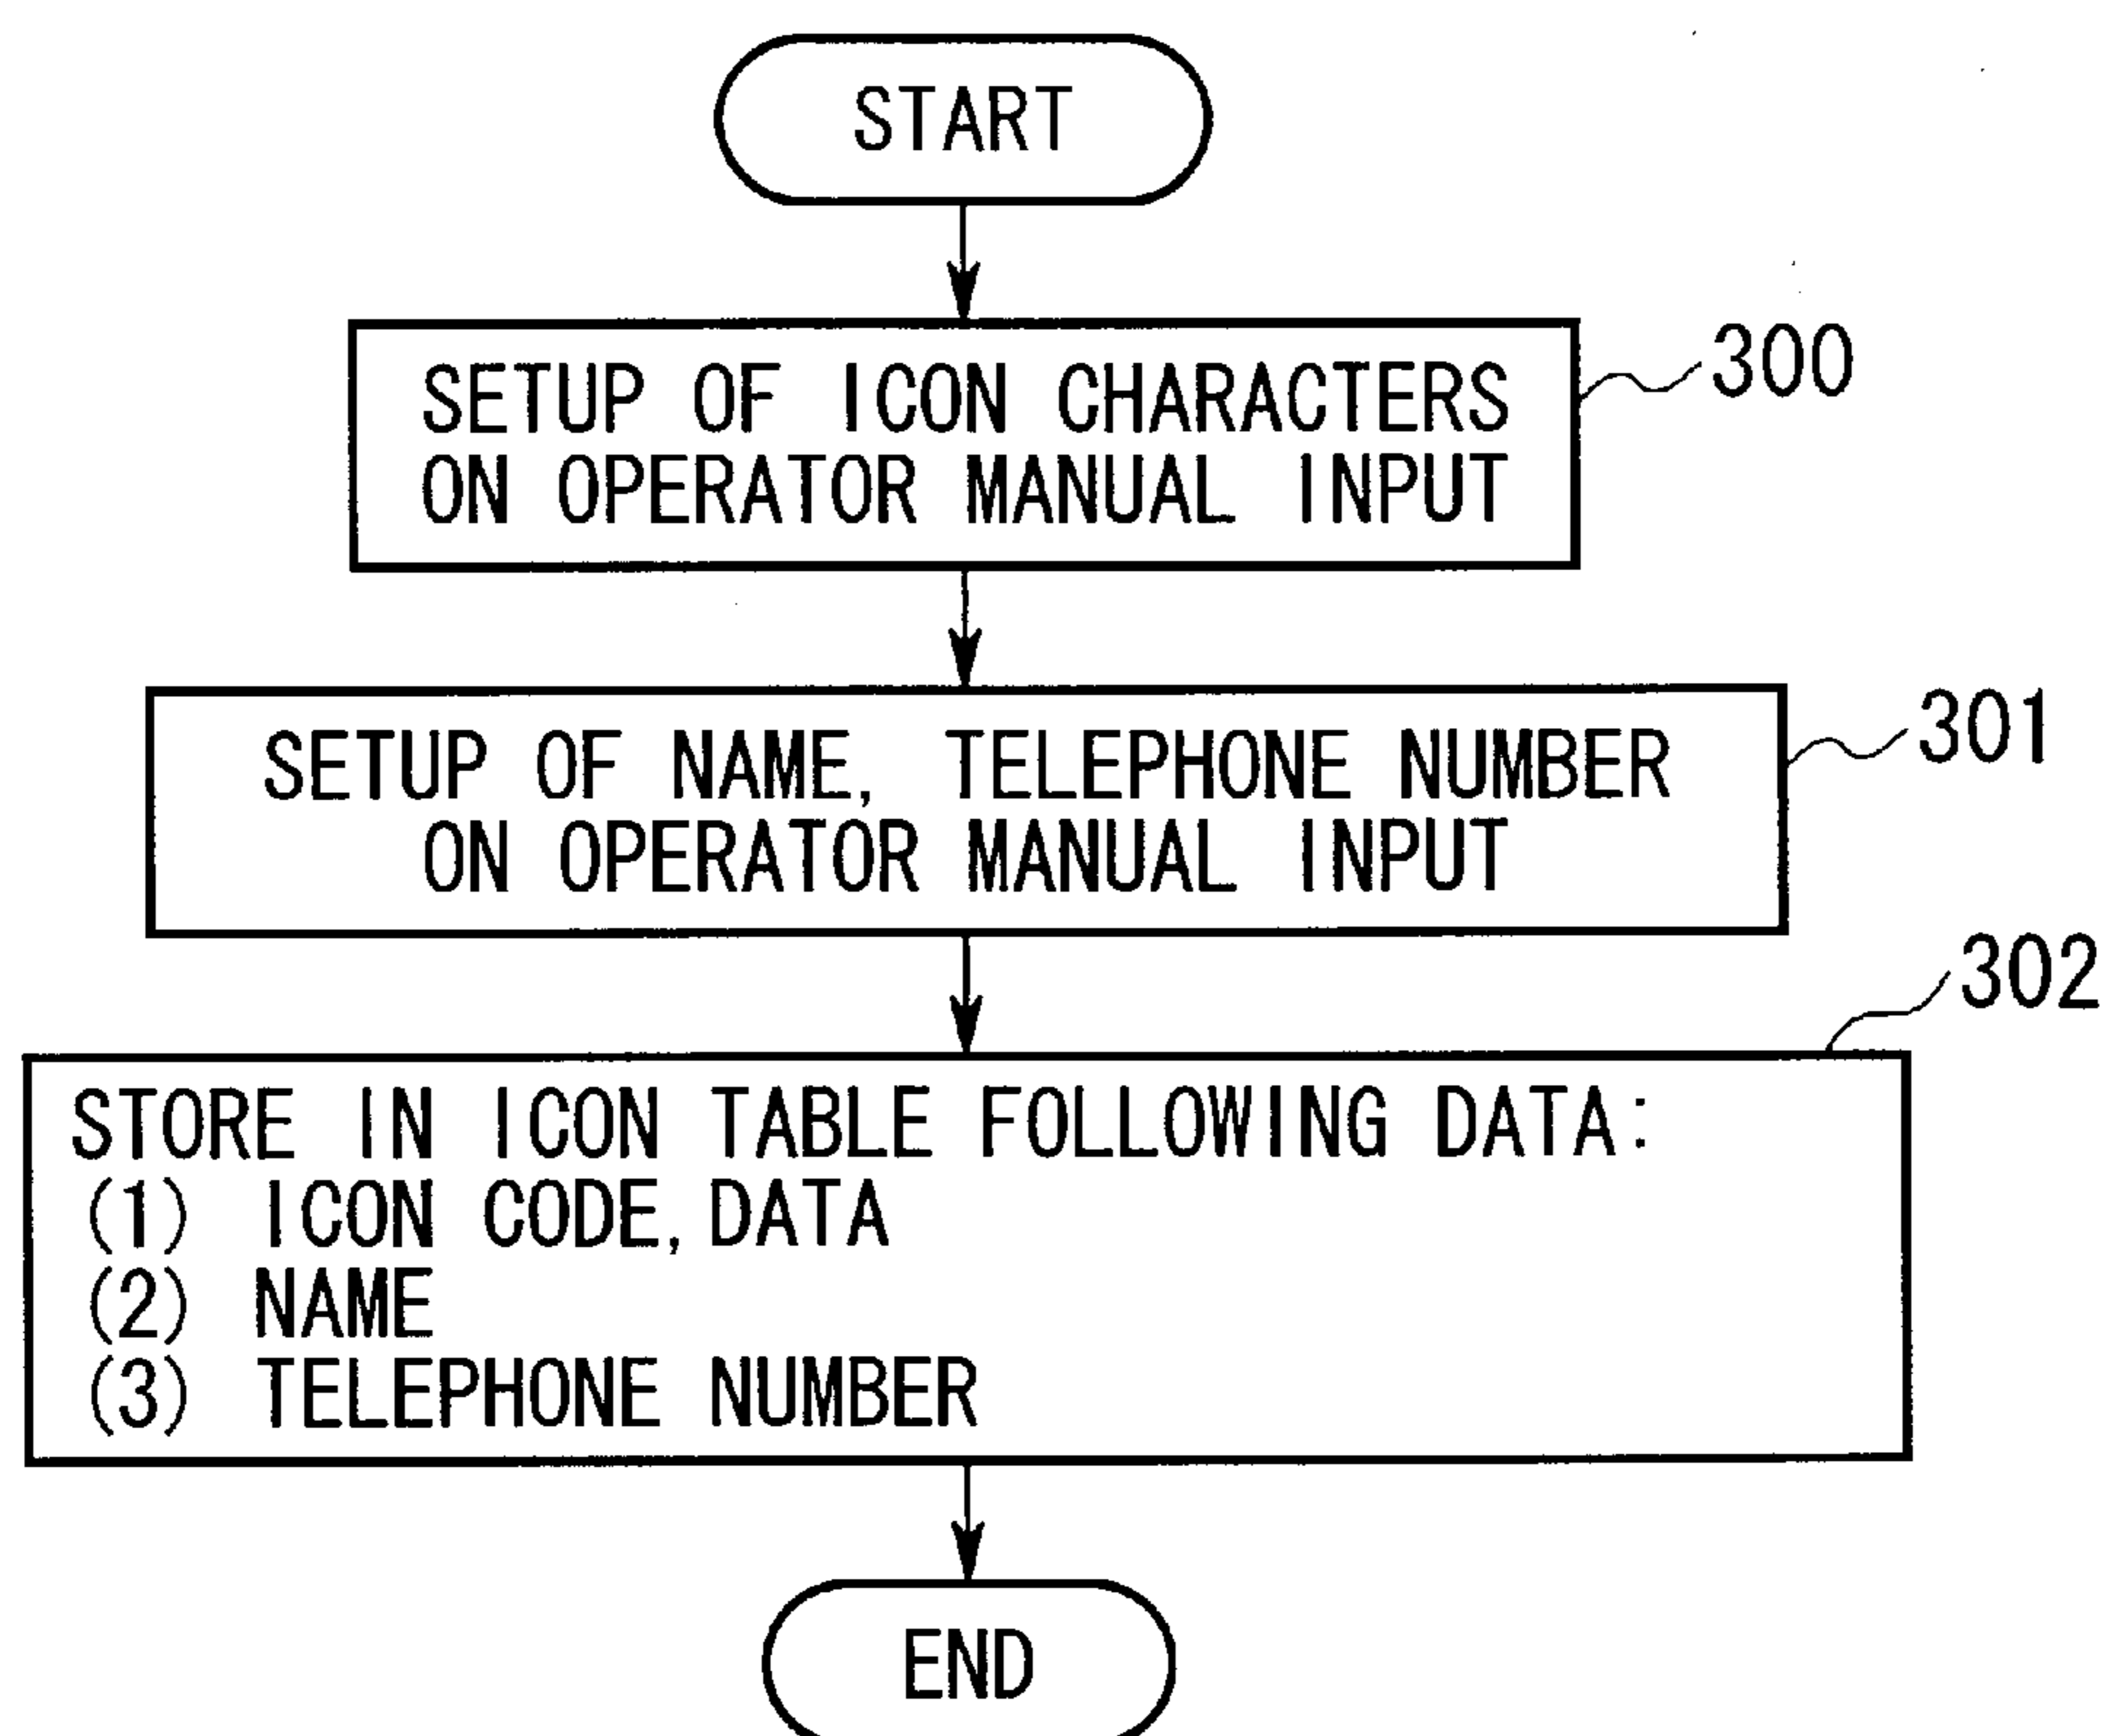 START
SETUP OF ICON CHARACTERS
ON OPERATOR MANUAL INPUT
300
SETUP OF NAME, TELEPHONE NUMBER
ON OPERATOR MANUAL INPUT
301
302
STORE IN ICON TABLE FOLLOWING DATA:
(1) ICON CODE, DATA
(2) NAME
(3) TELEPHONE NUMBER
END